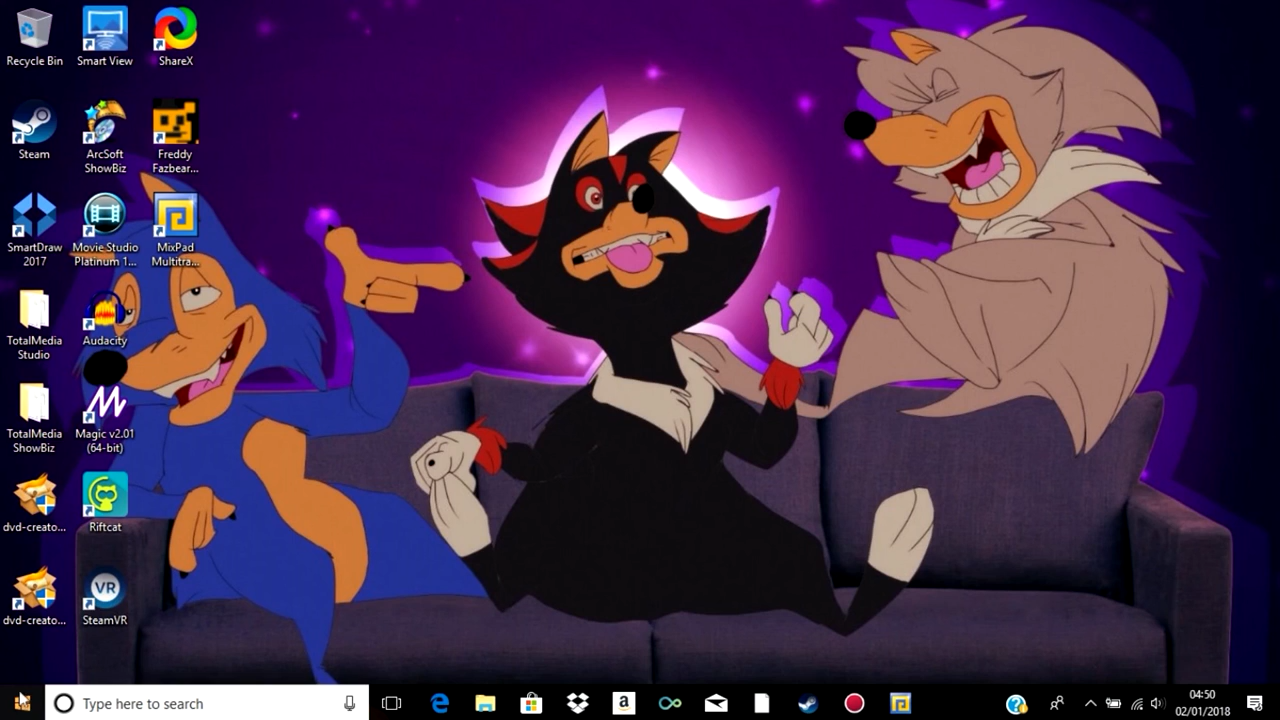 Recycle Bin
Smart View
ShareX
Steam
ArcSoft
ShowBiz
Freddy
Fazbear...
SmartDraw
2017
Movie Studio
Platinum 1...
MixPad
Multitra...
TotalMedia
Studio
Audacity
TotalMedia
ShowBiz
Magic v2.01
(64-bit)
dvd-creato...
Riftcat
dvd-creato...
VR
SteamVR
Type here to search
a
04:50
02/01/2018